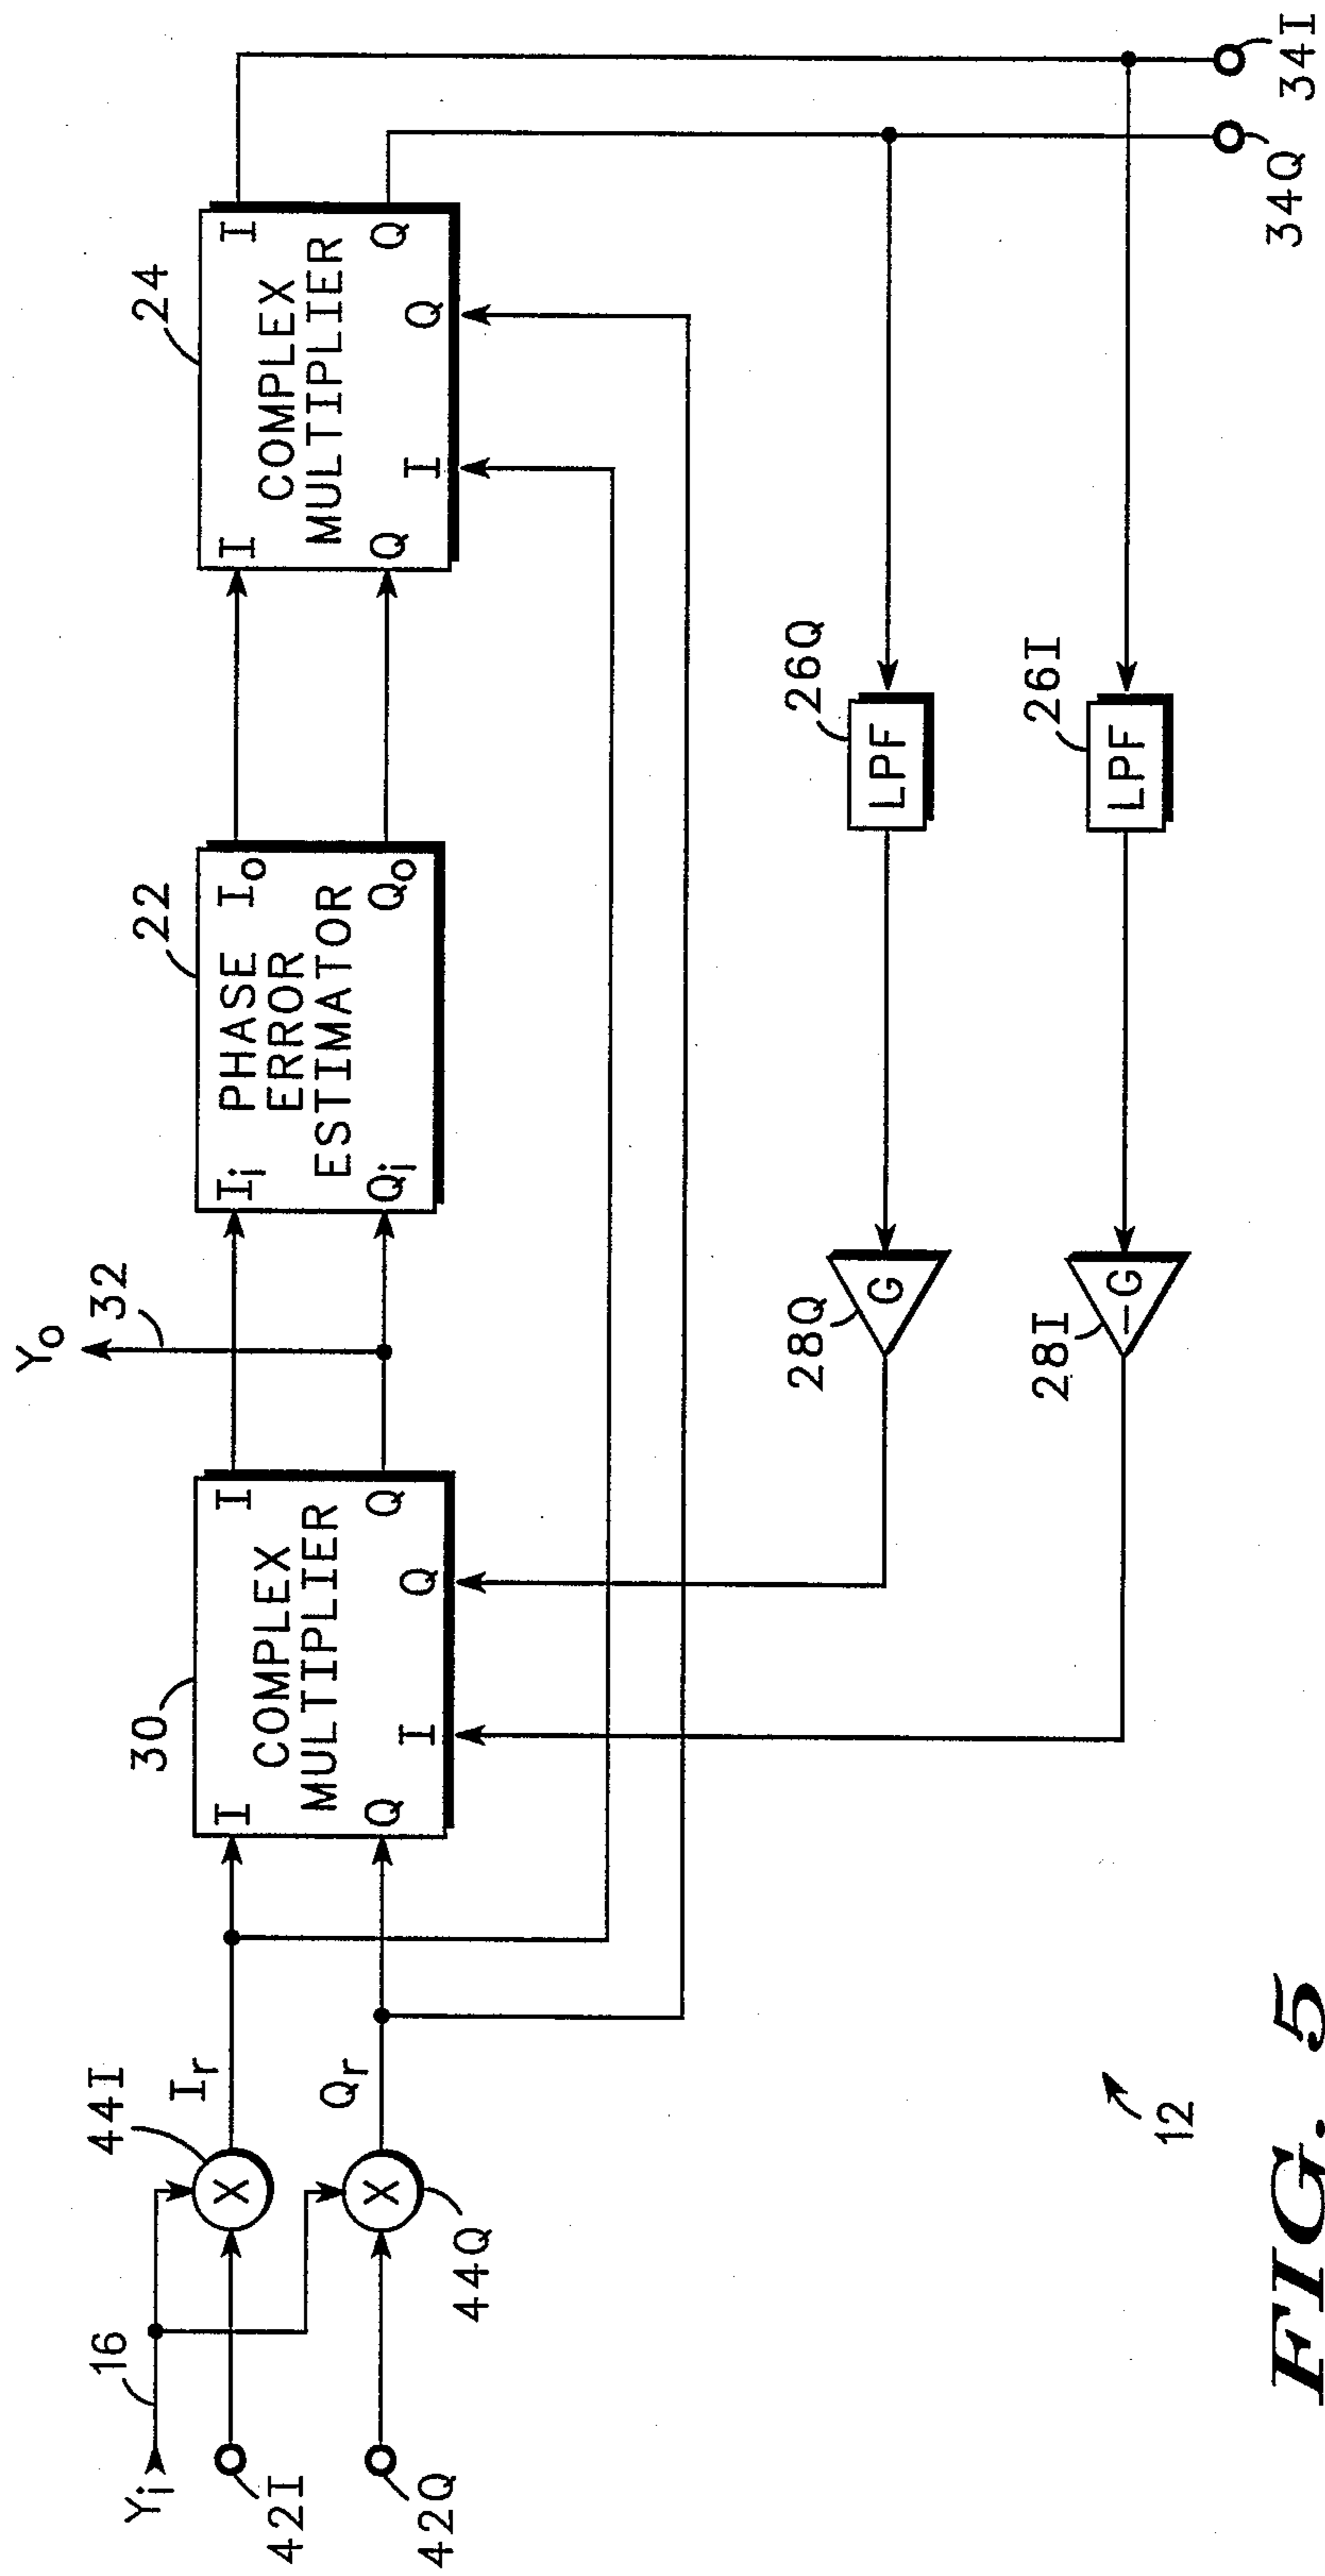 Yi
16
42I
42Q
44I
44Q
X
X
Ir
Qr
30
I
Q
COMPLEX
MULTIPLIER
I
Q
I
Q
Yo
32
22
Ii
Qi
PHASE
ERROR
ESTIMATOR
Io
Qo
24
I
Q
COMPLEX
MULTIPLIER
I
Q
I
Q
28Q
G
26Q
LPF
28I
-G
26I
LPF
34Q
34I
12
FIG. 5